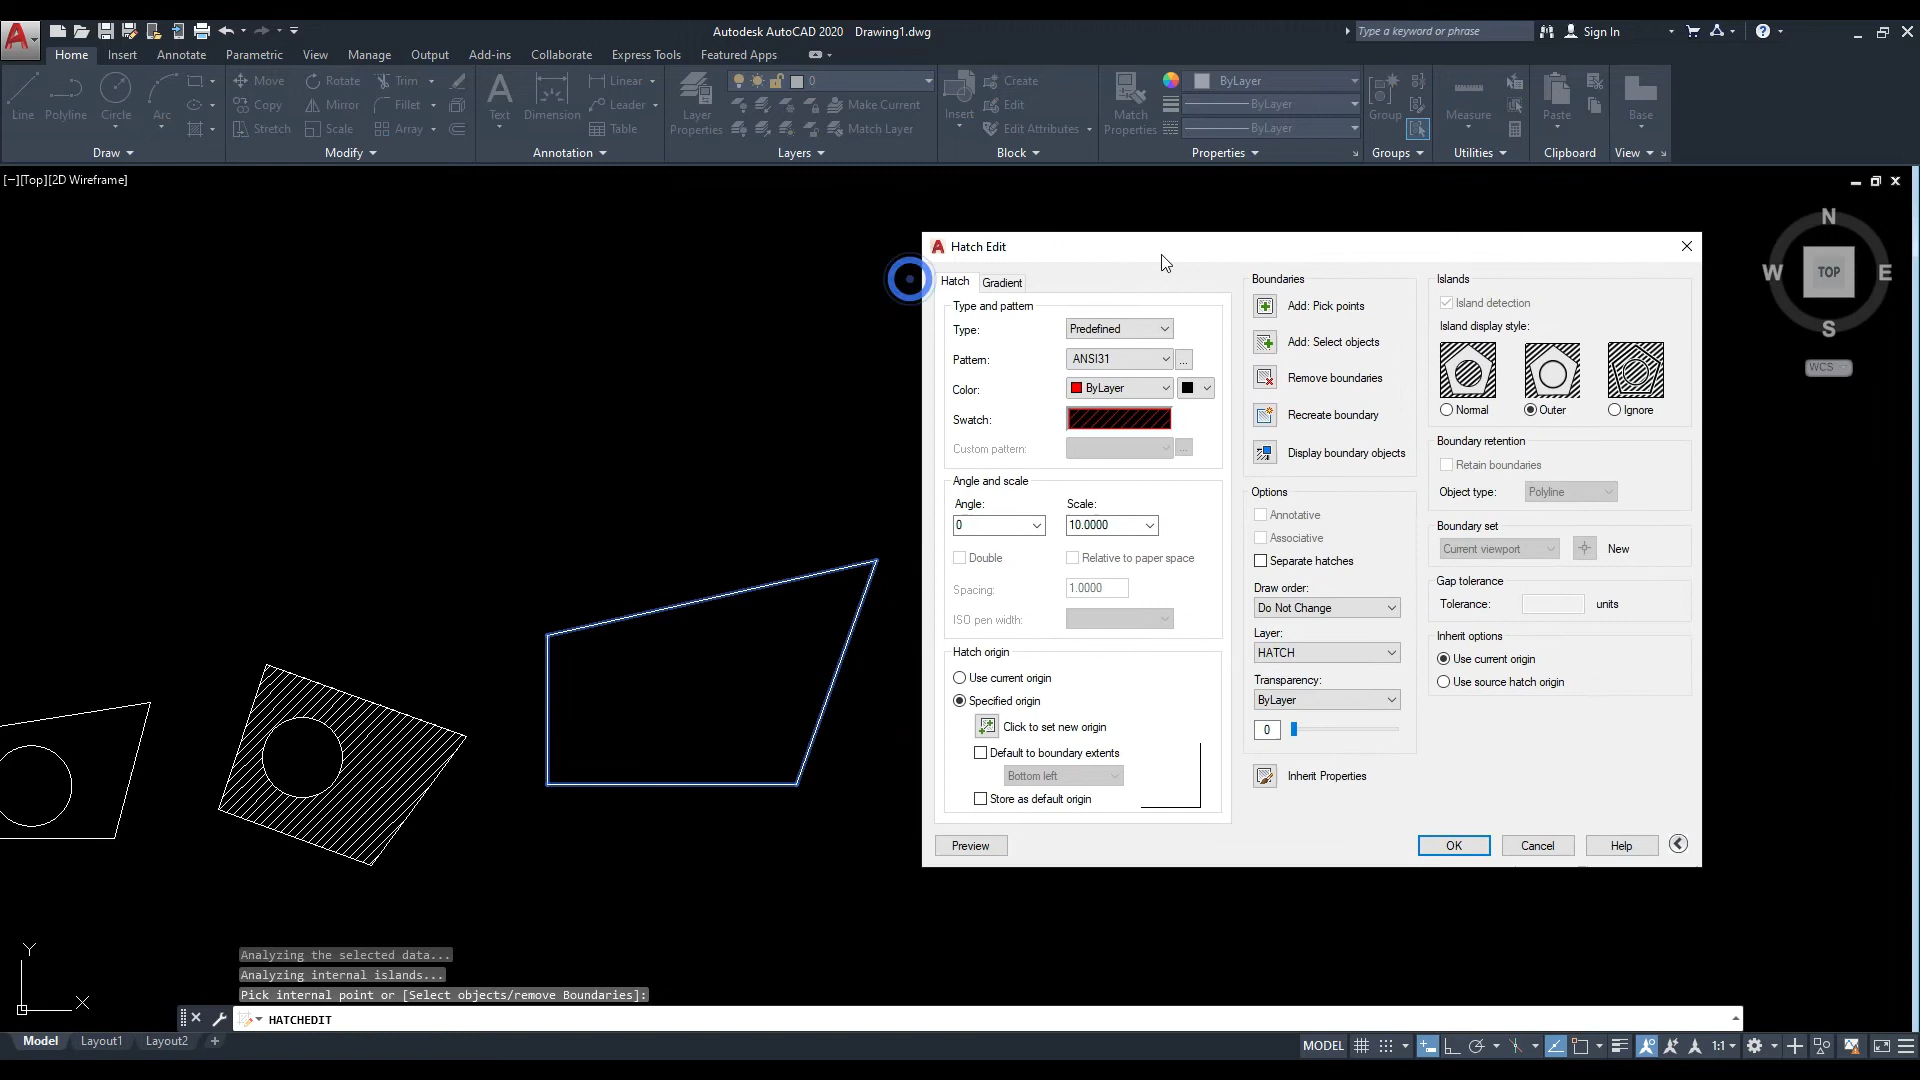 Autodesk AutoCAD 2020 Drawing1.dwg
Type a keyword or phrase
Sign In
Home Insert Annotate Parametric View Manage Output Add-ins Collaborate Express Tools Featured Apps
Line Polyline Circle Arc
Move Rotate Trim
Copy Mirror Fillet
Stretch Scale Array
Text Dimension
Linear
Leader
Table
Layer Properties
0
Make Current
Match Layer
Insert
Create
Edit
Edit Attributes
Match Properties
ByLayer
ByLayer
ByLayer
Group
Measure
Paste
Base
Draw Modify Annotation Layers Block Properties Groups Utilities Clipboard View
[−][Top][2D Wireframe]
N
W TOP E
S
WCS
Hatch Edit
Hatch Gradient
Type and pattern
Type: Predefined
Pattern: ANSI31 ...
Color: ByLayer
Swatch:
Custom pattern: ...
Angle and scale
Angle: Scale:
0 10.0000
Double Relative to paper space
Spacing: 1.0000
ISO pen width:
Hatch origin
Use current origin
Specified origin
Click to set new origin
Default to boundary extents
Bottom left
Store as default origin
Preview
Boundaries
Add: Pick points
Add: Select objects
Remove boundaries
Recreate boundary
Display boundary objects
Options
Annotative
Associative
Separate hatches
Draw order:
Do Not Change
Layer:
HATCH
Transparency:
ByLayer
0
Inherit Properties
Islands
Island detection
Island display style:
Normal Outer Ignore
Boundary retention
Retain boundaries
Object type: Polyline
Boundary set
Current viewport New
Gap tolerance
Tolerance: units
Inherit options
Use current origin
Use source hatch origin
OK Cancel Help
Y
X
Analyzing the selected data...
Analyzing internal islands...
Pick internal point or [Select objects/remove Boundaries]:
HATCHEDIT
Model Layout1 Layout2 +
MODEL 1:1